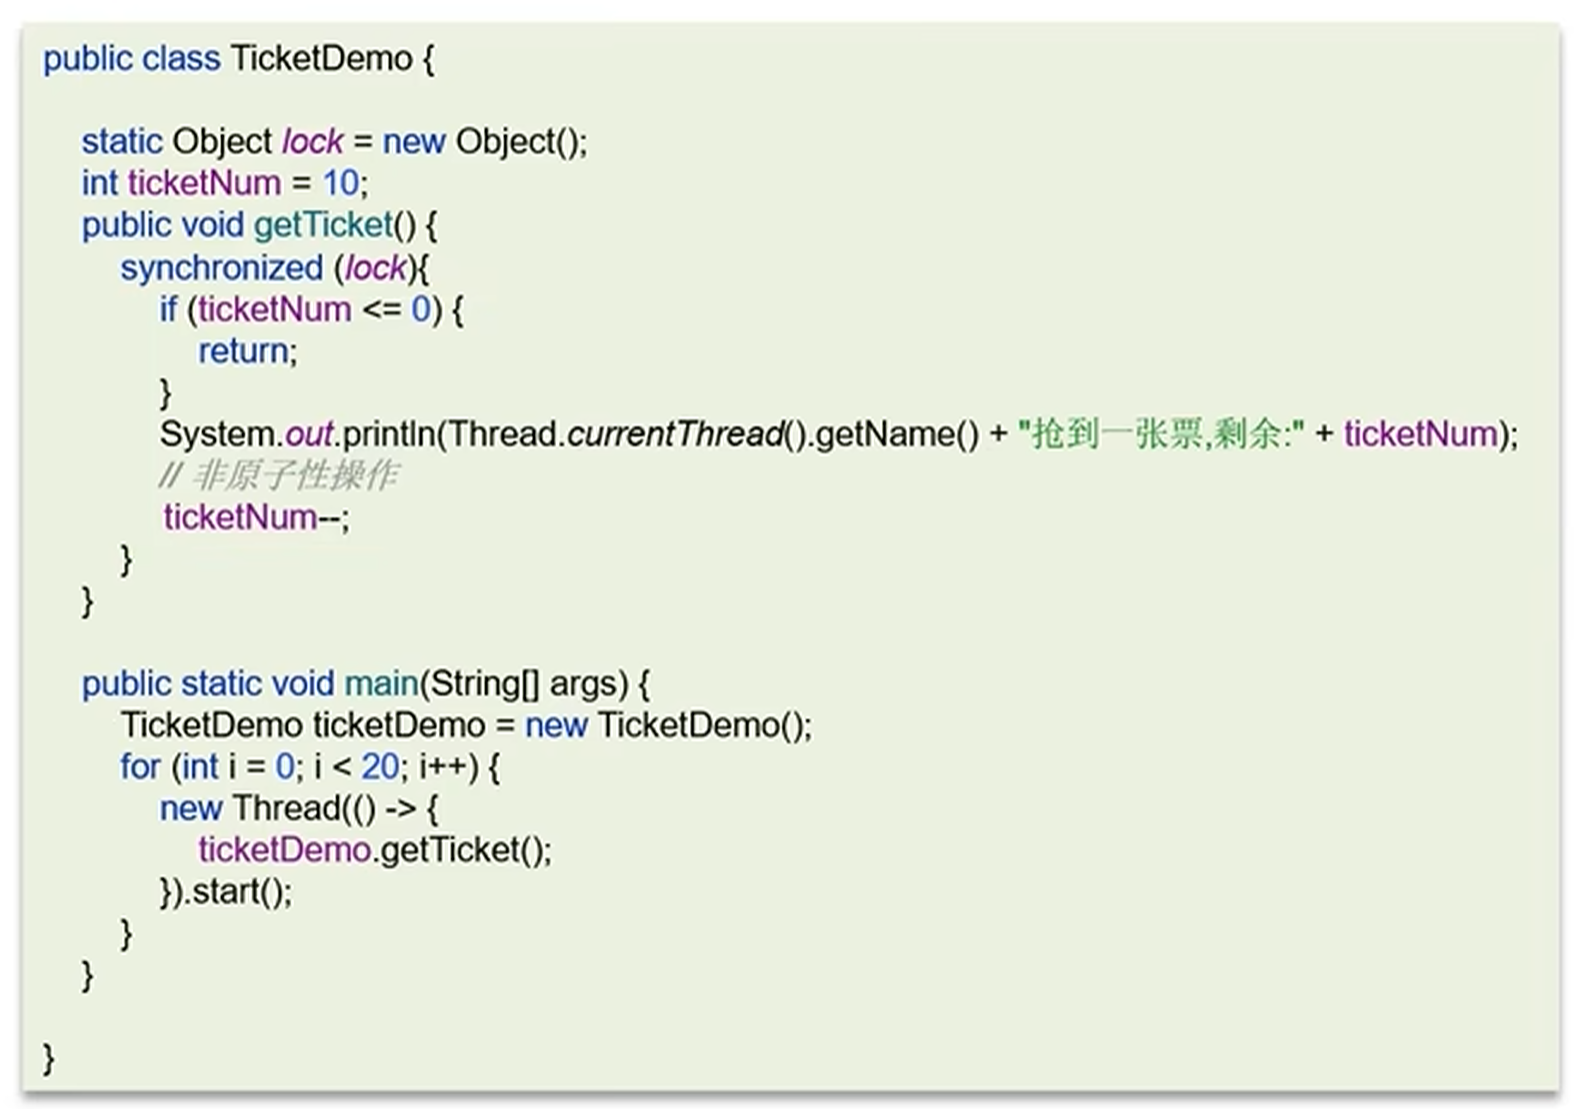 public class TicketDemo {
static Object lock = new Object();
int ticketNum = 10;
public void getTicket() {
synchronized (lock){
if (ticketNum <= 0) {
return;
}
System.out.println(Thread.currentThread().getName() + "抢到一张票,剩余:" + ticketNum);
// 非原子性操作
ticketNum--;
}
}
public static void main(String[] args) {
TicketDemo ticketDemo = new TicketDemo();
for (int i = 0; i < 20; i++) {
new Thread(() -> {
ticketDemo.getTicket();
}).start();
}
}
}